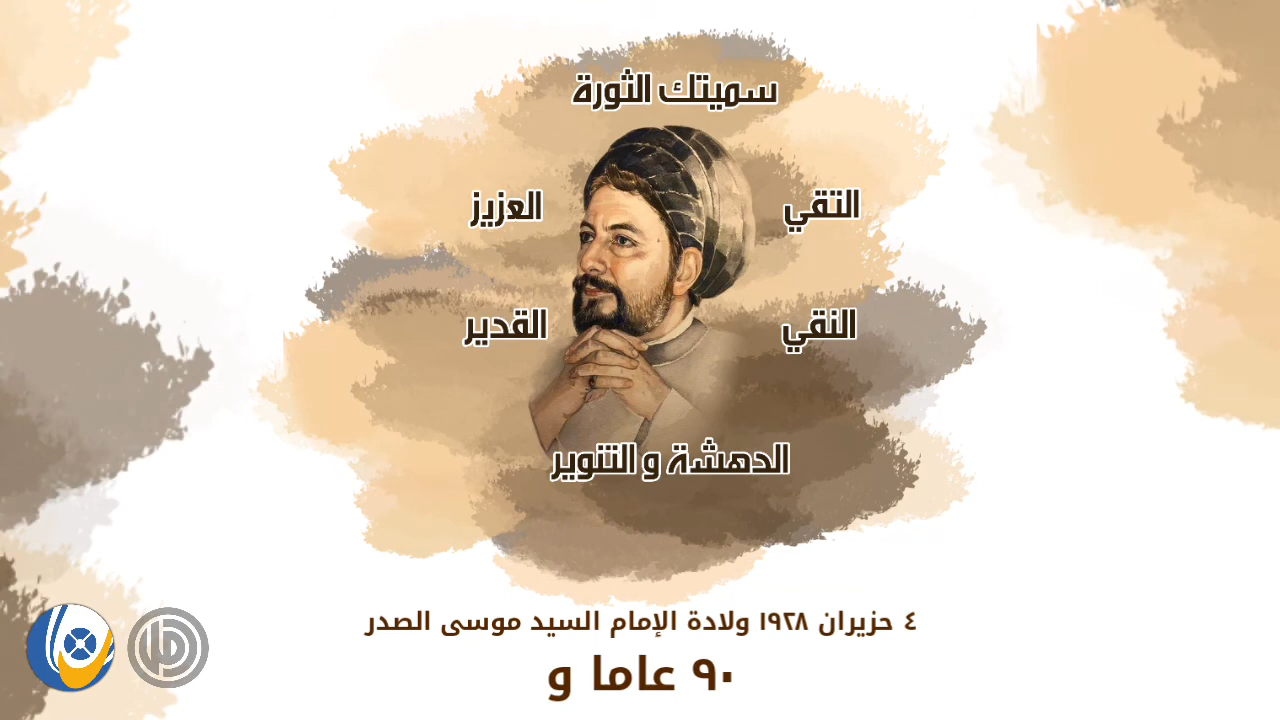 سميتك الثورة
التقي
العزيز
النقي
القدير
الدهشة و التنوير
٤ حزيران ١٩٢٨ ولادة الإمام السيد موسى الصدر
٩٠ عاما و